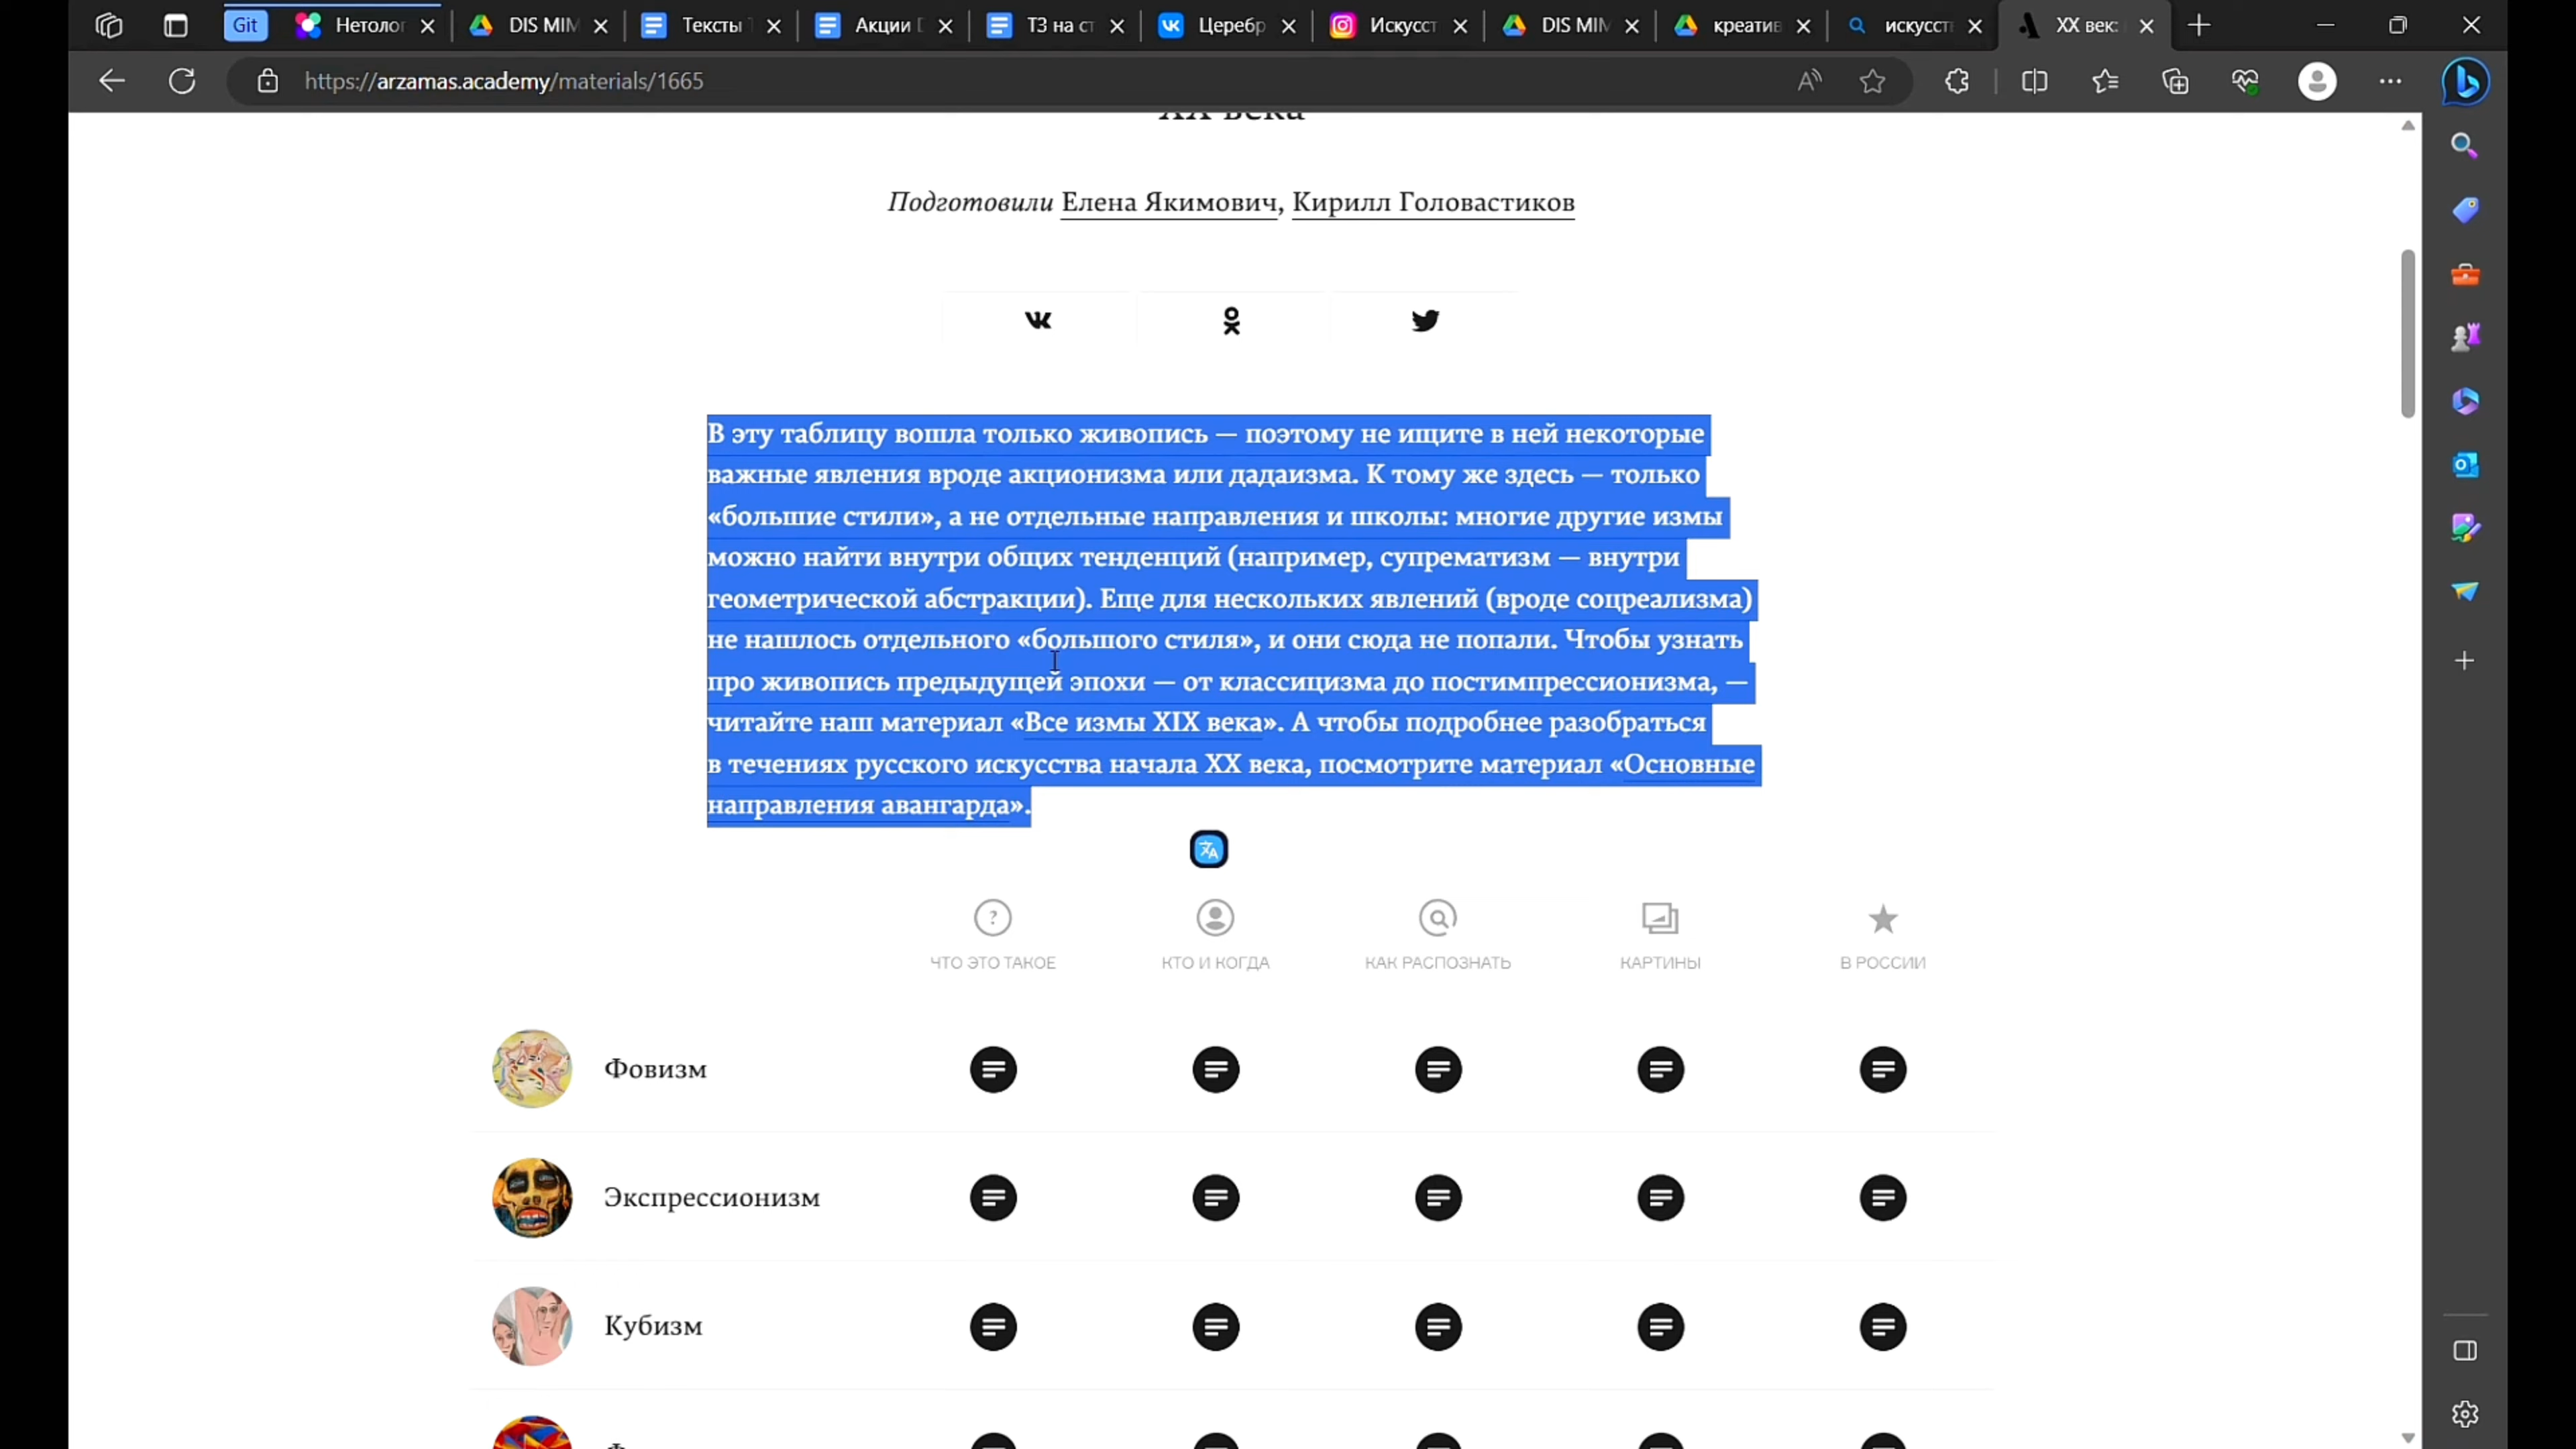 Git
Нетолог
DIS MIM
Тексты Т
Акции D
ТЗ на ст
Церебр
Искусст
DIS MIM
креатив
искусст
XX век:
https://arzamas.academy/materials/1665
XX века
Подготовили Елена Якимович, Кирилл Головастиков
В эту таблицу вошла только живопись — поэтому не ищите в ней некоторые
важные явления вроде акционизма или дадаизма. К тому же здесь — только
«большие стили», а не отдельные направления и школы: многие другие измы
можно найти внутри общих тенденций (например, супрематизм — внутри
геометрической абстракции). Еще для нескольких явлений (вроде соцреализма)
не нашлось отдельного «большого стиля», и они сюда не попали. Чтобы узнать
про живопись предыдущей эпохи — от классицизма до постимпрессионизма, —
читайте наш материал «Все измы XIX века». А чтобы подробнее разобраться
в течениях русского искусства начала XX века, посмотрите материал «Основные
направления авангарда».
ЧТО ЭТО ТАКОЕ
КТО И КОГДА
КАК РАСПОЗНАТЬ
КАРТИНЫ
В РОССИИ
Фовизм
Экспрессионизм
Кубизм